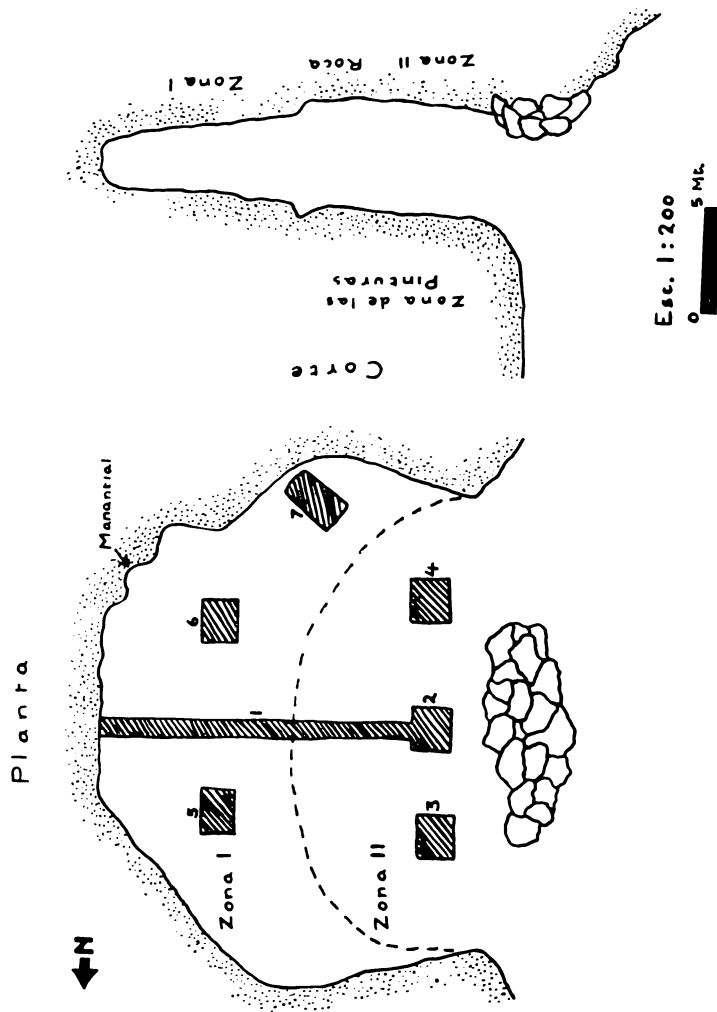 Zona I
Roca
Zona II
Zona de las
Pinturas
Corte
Esc. 1:200
0
5 Mt.
Planta
Manantial
7
6
4
1
2
5
3
Zona I
Zona II
N